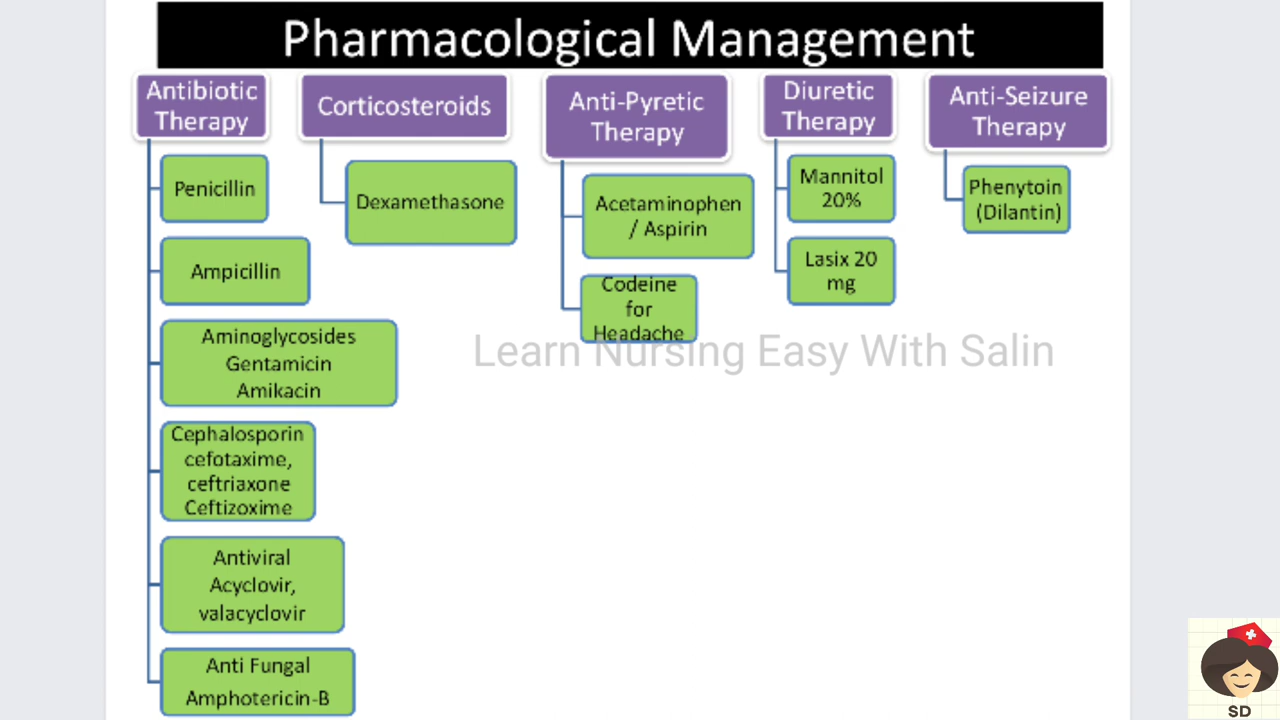 Pharmacological Management
Antibiotic
Therapy
Penicillin
Ampicillin
Aminoglycosides
Gentamicin
Amikacin
Cephalosporin
cefotaxime,
ceftriaxone
Ceftizoxime
Antiviral
Acyclovir,
valacyclovir
Anti Fungal
Amphotericin-B
Corticosteroids
Dexamethasone
Anti-Pyretic
Therapy
Acetaminophen
/ Aspirin
Codeine
for
Headache
Diuretic
Therapy
Mannitol
20%
Lasix 20
mg
Anti-Seizure
Therapy
Phenytoin
(Dilantin)
Learn Nursing Easy With Salin
SD